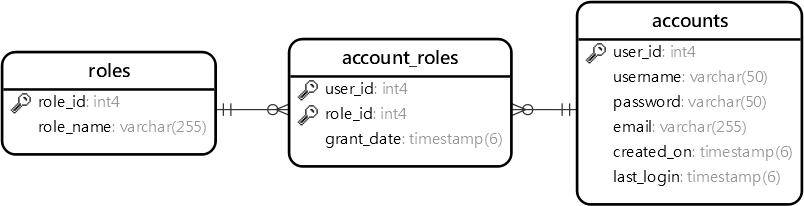 roles
role_id: int4
role_name: varchar(255)
account_roles
user_id: int4
role_id: int4
grant_date: timestamp(6)
accounts
user_id: int4
username: varchar(50)
password: varchar(50)
email: varchar(255)
created_on: timestamp(6)
last_login: timestamp(6)